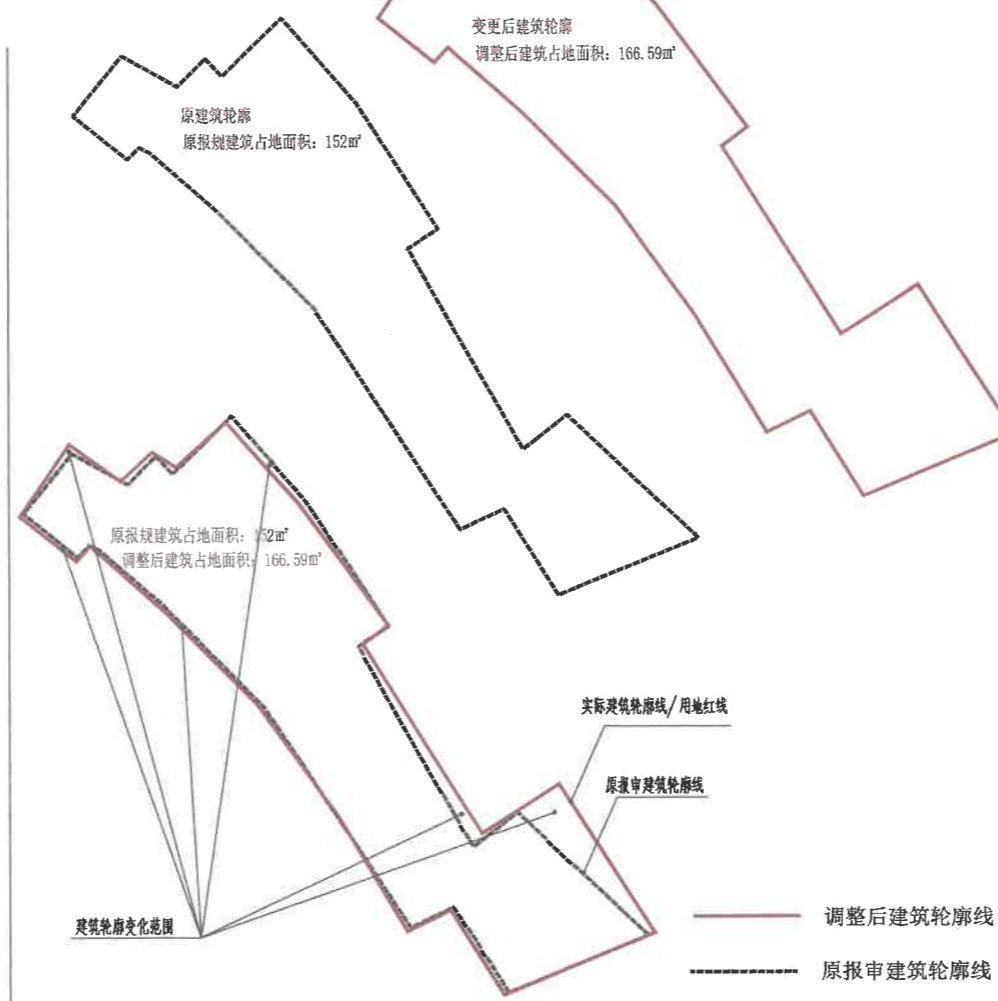 变更后建筑轮廓
调整后建筑占地面积：166.59㎡
原建筑轮廓
原报规建筑占地面积：152㎡
原报规建筑占地面积：152㎡
调整后建筑占地面积：166.59㎡
实际建筑轮廓线/用地红线
原报审建筑轮廓线
建筑轮廓变化范围
调整后建筑轮廓线
原报审建筑轮廓线